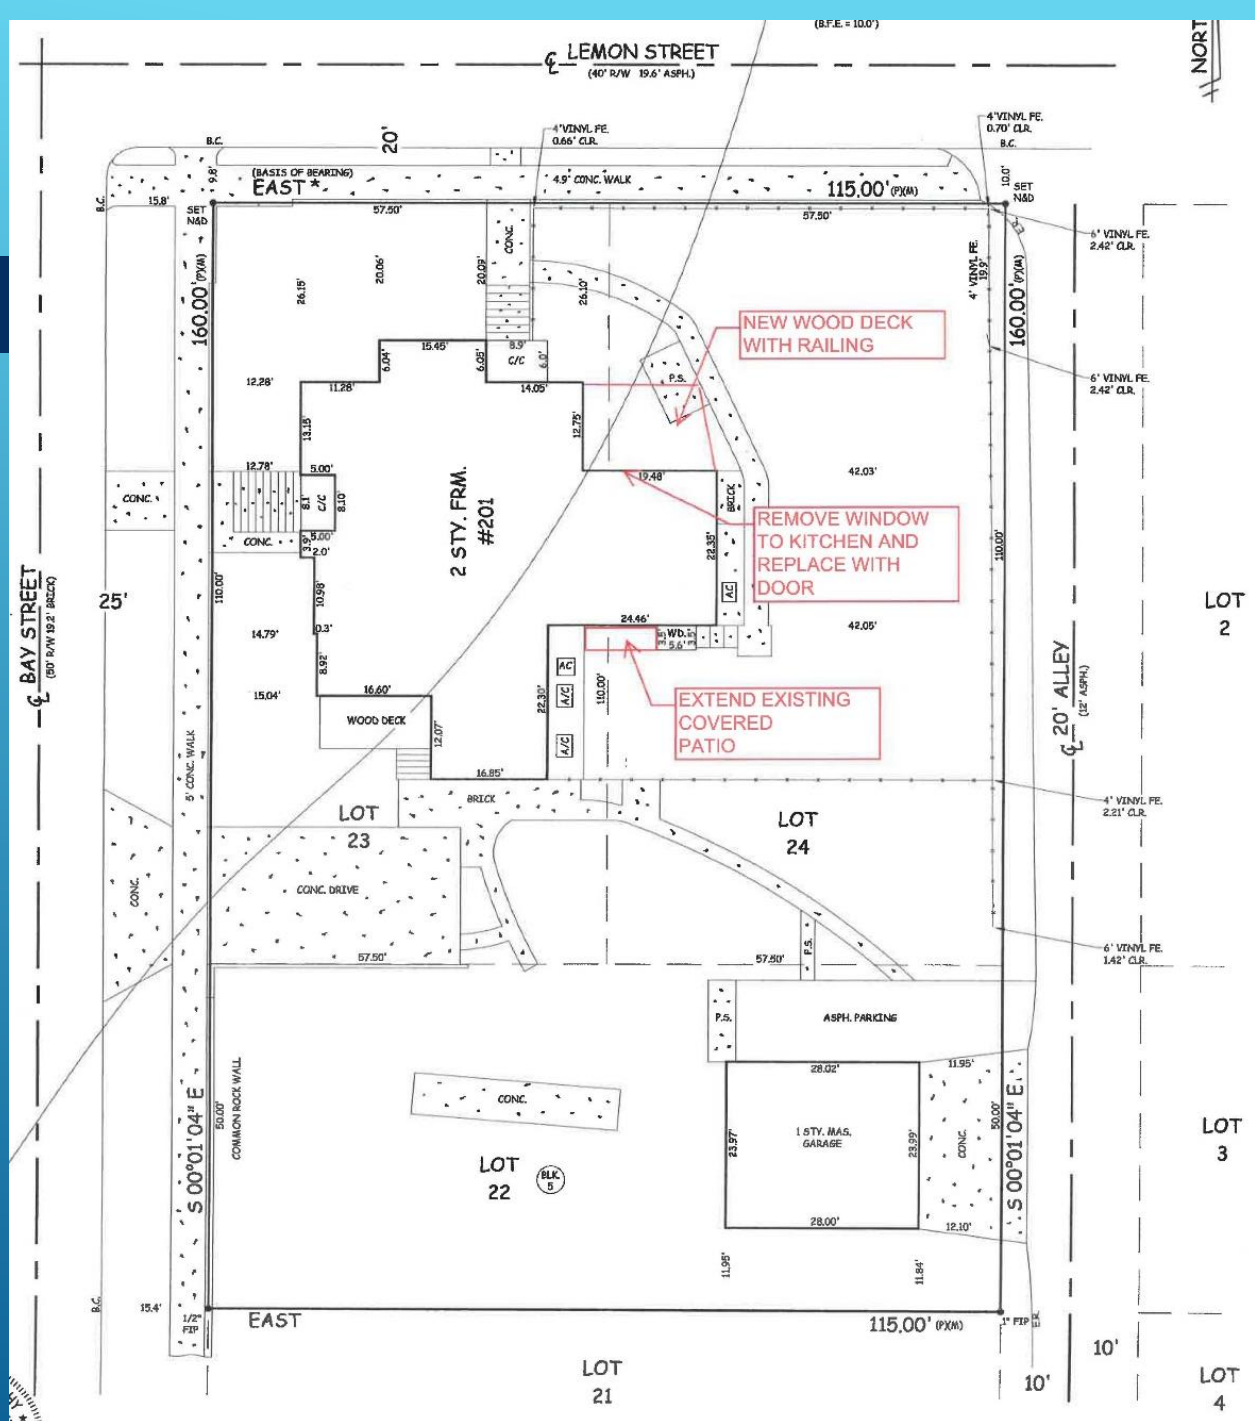 (B.F.E. = 10.0')
NORT
℄ LEMON STREET
(40' R/W 19.6' ASPH.)
4'VINYL FE.
0.70' CLR.
4'VINYL FE.
0.66' CLR.
B.C.
20'
B.C.
9.8'
(BASIS OF BEARING)
EAST *
4.9' CONC. WALK
115.00' (P)(M)
10.0'
SET
N&D
B.C.
15.8'
SET
N&D
57.50'
57.50'
E.R.
6' VINYL FE.
2.42' CLR.
160.00' (P)(M)
26.15'
20.06'
20.09'
CONC.
26.10'
4' VINYL FE.
19.9'
160.00' (P)(M)
NEW WOOD DECK
WITH RAILING
15.45'
8.9'
C/C
6.0'
6.04'
6.05'
P.S.
6' VINYL FE.
2.42' CLR.
12.28'
11.28'
14.05'
13.15'
12.75'
12.78'
5.00'
19.48'
42.03'
CONC.
8.1'
C/C
8.10'
BRICK
2 STY. FRM.
#201
REMOVE WINDOW
TO KITCHEN AND
REPLACE WITH
DOOR
CONC.
3.9'
5.00'
2.0'
22.35'
110.00'
℄ BAY STREET
(50' R/W 19.2' BRICK)
25'
110.00'
10.98'
AC
LOT
2
14.79'
0.3'
24.46'
3.5'
WD.
5.6'
3.5'
42.05'
8.92'
AC
A/C
A/C
110.00'
℄ 20' ALLEY
(12' ASPH.)
15.04'
16.60'
22.30'
EXTEND EXISTING
COVERED
PATIO
WOOD DECK
12.07'
5' CONC. WALK
16.85'
BRICK
4' VINYL FE.
2.21' CLR.
LOT
23
LOT
24
CONC.
CONC. DRIVE
57.50'
57.50'
P.S.
6' VINYL FE.
1.42' CLR.
P.S.
ASPH. PARKING
COMMON ROCK WALL
28.02'
11.95'
CONC.
S 00°01'04" E
50.00'
23.97'
1 STY. MAS.
GARAGE
23.99'
CONC.
50.00'
S 00°01'04" E
LOT
3
LOT
22
BLK.
5
28.00'
12.10'
11.95'
11.84'
B.C.
15.4'
1/2"
FIP
EAST
115.00' (P)(M)
1" FIP
E.R.
10'
10'
LOT
21
LOT
4